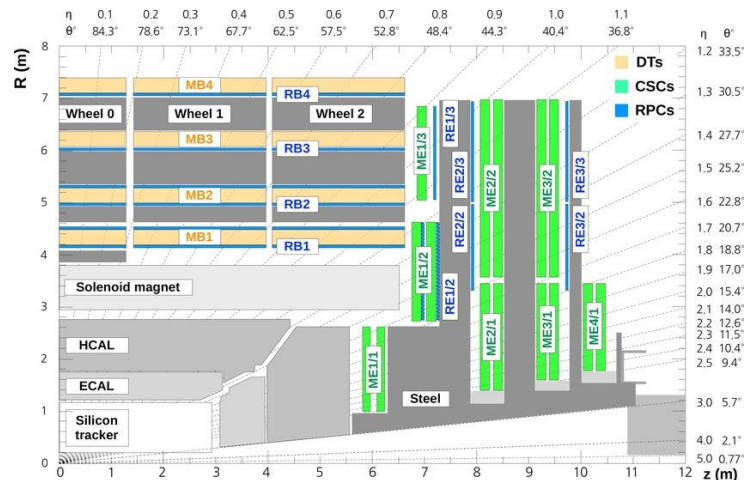 η 0.1 0.2 0.3 0.4 0.5 0.6 0.7 0.8 0.9 1.0 1.1 η θ°
θ° 84.3° 78.6° 73.1° 67.7° 62.5° 57.5° 52.8° 48.4° 44.3° 40.4° 36.8°
R (m)
8
7
6
5
4
3
2
1
0
1.2 33.5°
1.3 30.5°
1.4 27.7°
1.5 25.2°
1.6 22.8°
1.7 20.7°
1.8 18.8°
1.9 17.0°
2.0 15.4°
2.1 14.0°
2.2 12.6°
2.3 11.5°
2.4 10.4°
2.5 9.4°
3.0 5.7°
4.0 2.1°
5.0 0.77°
DTs
CSCs
RPCs
MB4
RB4
Wheel 0
Wheel 1
Wheel 2
MB3
RB3
MB2
RB2
MB1
RB1
Solenoid magnet
HCAL
ECAL
Silicon
tracker
Steel
ME1/1
ME1/2
ME1/3
RE1/2
RE1/3
RE2/2
RE2/3
ME2/1
ME2/2
ME3/1
ME3/2
RE3/2
RE3/3
ME4/1
0 1 2 3 4 5 6 7 8 9 10 11 12
z (m)